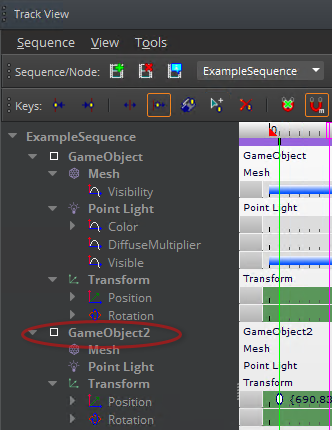 Track View
Sequence View Tools
Sequence/Node: ExampleSequence
Keys:
ExampleSequence
GameObject
Mesh
Visibility
Point Light
Color
DiffuseMultiplier
Visible
Transform
Position
Rotation
GameObject2
Mesh
Point Light
Transform
Position
Rotation
0
GameObject
Mesh
Point Light
Transform
GameObject2
Mesh
Point Light
Transform
{690.83